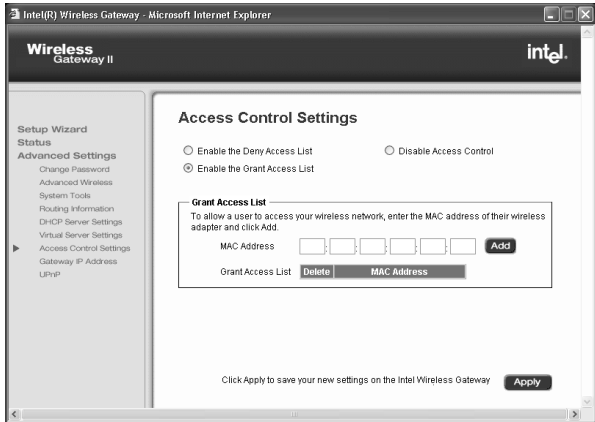 Intel(R) Wireless Gateway - Microsoft Internet Explorer
Wireless
Gateway II
intel.
Setup Wizard
Status
Advanced Settings
Change Password
Advanced Wireless
System Tools
Routing Information
DHCP Server Settings
Virtual Server Settings
Access Control Settings
Gateway IP Address
UPnP
Access Control Settings
Enable the Deny Access List
Disable Access Control
Enable the Grant Access List
Grant Access List
To allow a user to access your wireless network, enter the MAC address of their wireless
adapter and click Add.
MAC Address : : : : : Add
Grant Access List Delete MAC Address
Click Apply to save your new settings on the Intel Wireless Gateway Apply